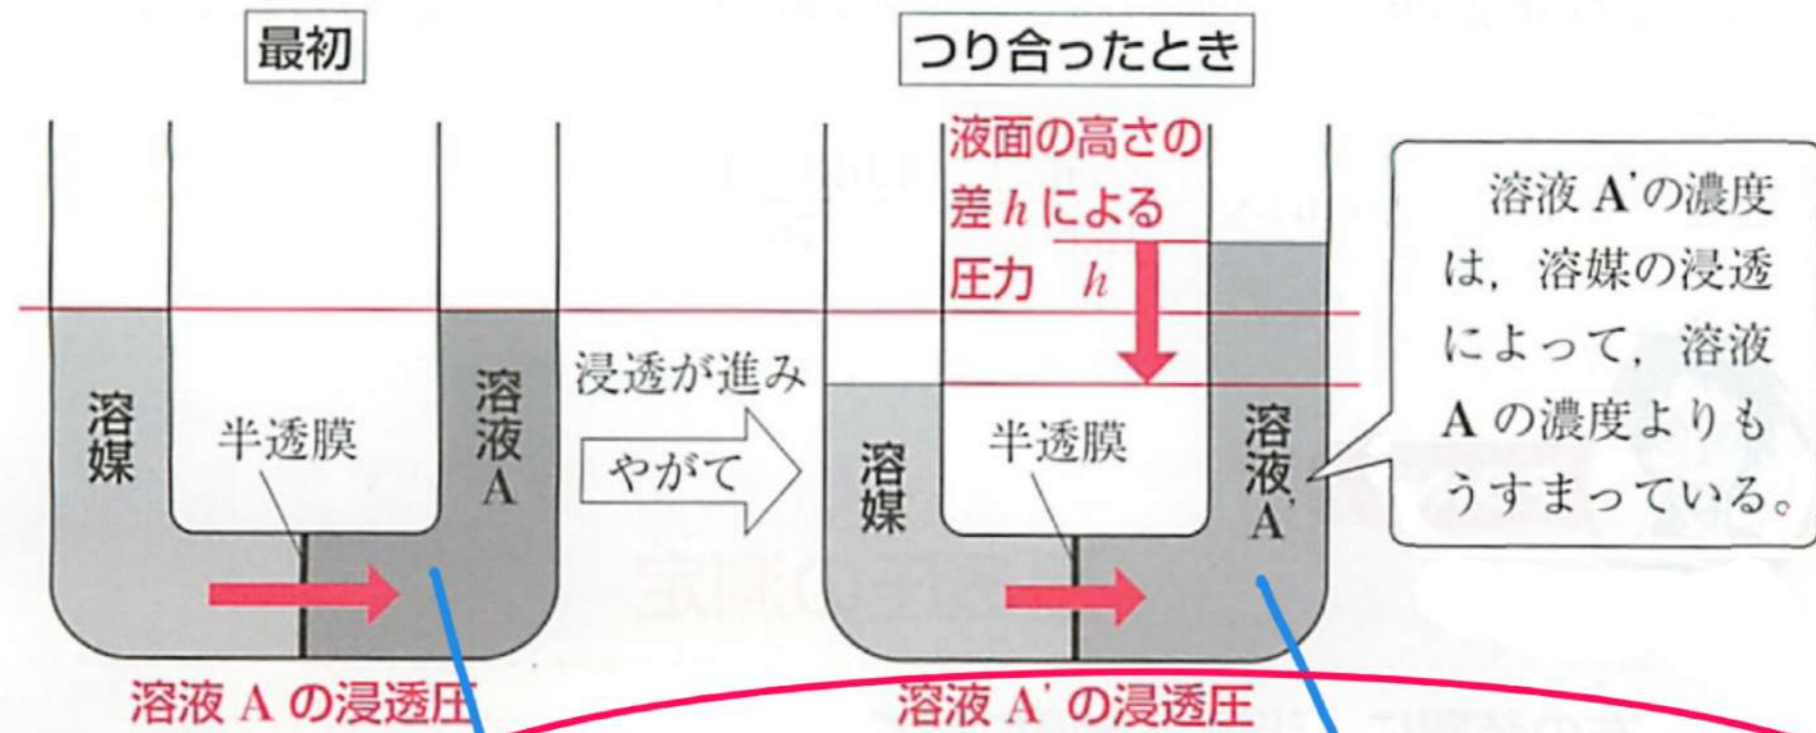 最初
つり合ったとき
液面の高さの
差hによる
圧力 h
溶液A'の濃度
は，溶媒の浸透
によって，溶液
Aの濃度よりも
うすまっている。
溶媒
半透膜
溶液A
浸透が進み
やがて
溶媒
半透膜
溶液A'
溶液Aの浸透圧
溶液A'の浸透圧